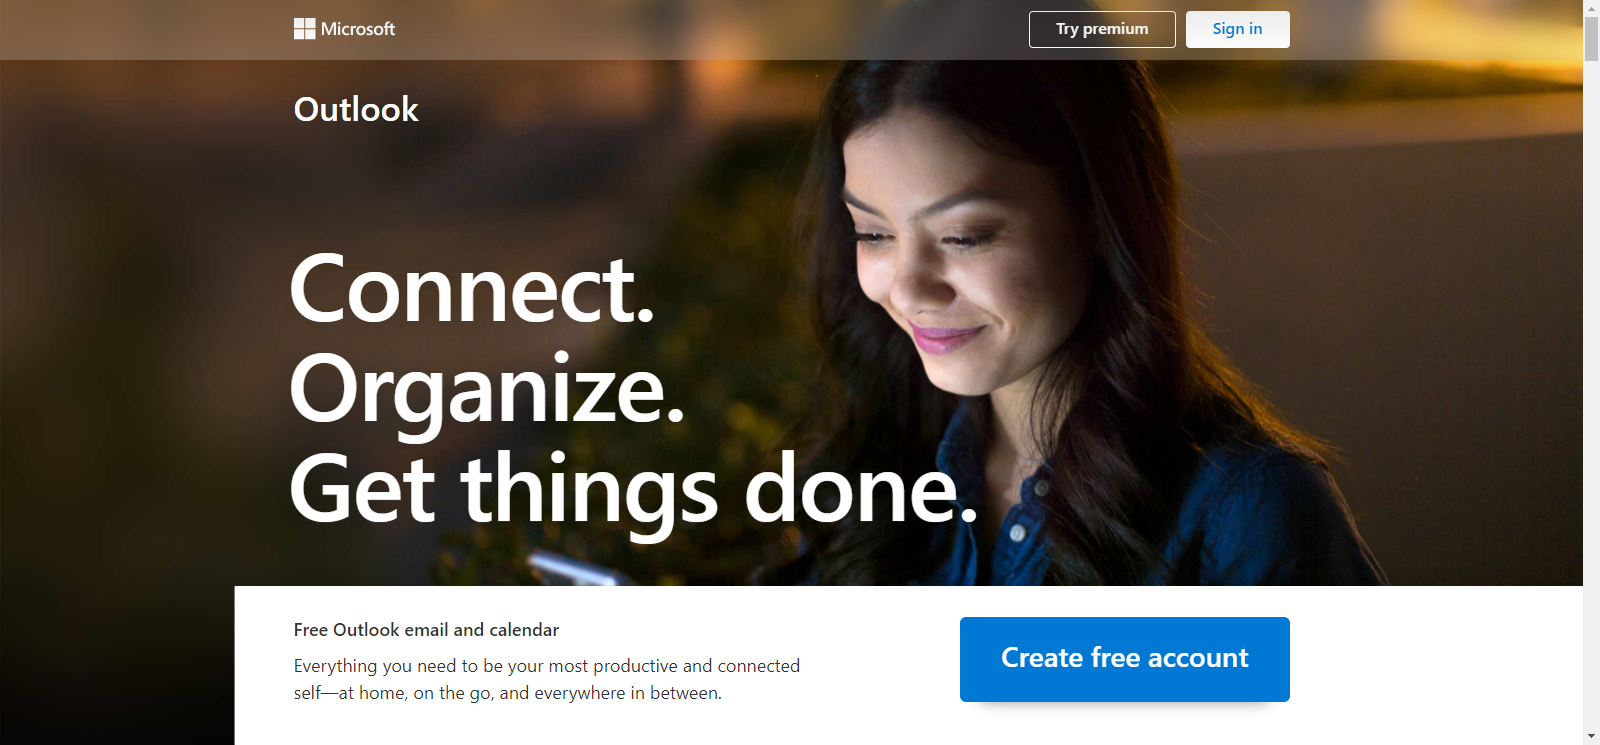 Microsoft
Try premium
Sign in
Outlook
Connect.
Organize.
Get things done.
Free Outlook email and calendar
Everything you need to be your most productive and connected
self—at home, on the go, and everywhere in between.
Create free account